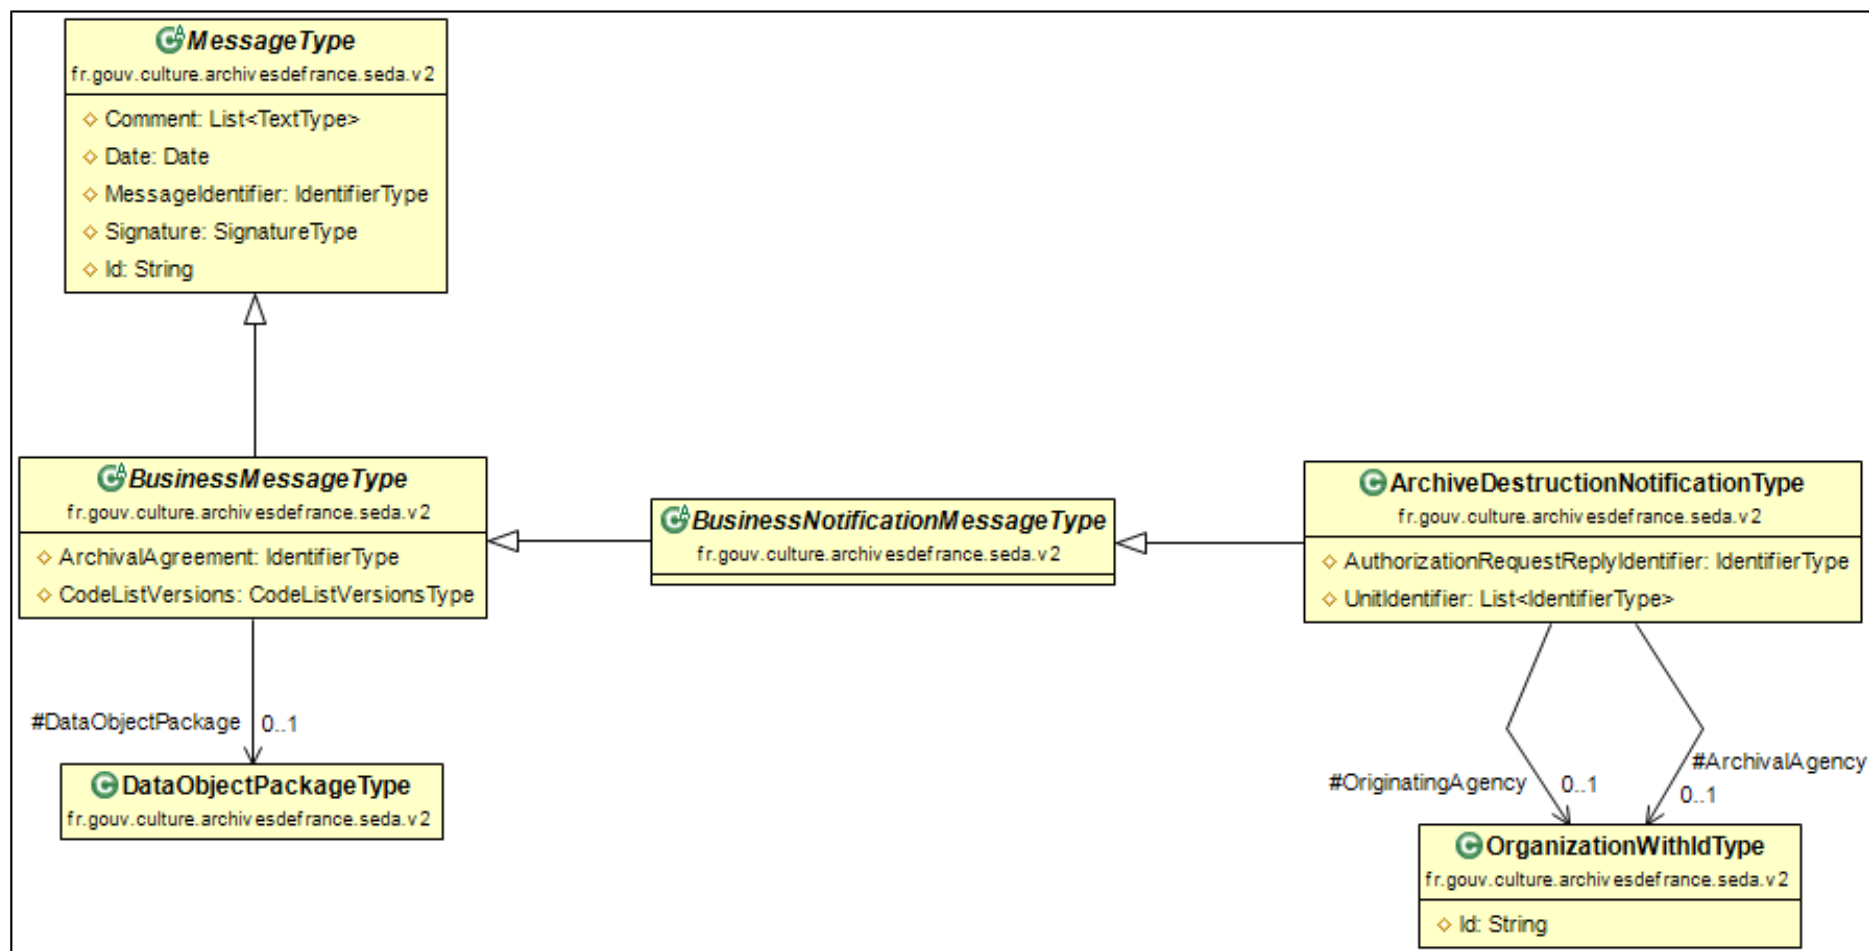 MessageType
fr.gouv.culture.archivesdefrance.seda.v2
Comment: List<TextType>
Date: Date
MessageIdentifier: IdentifierType
Signature: SignatureType
Id: String
BusinessMessageType
fr.gouv.culture.archivesdefrance.seda.v2
ArchivalAgreement: IdentifierType
CodeListVersions: CodeListVersionsType
BusinessNotificationMessageType
fr.gouv.culture.archivesdefrance.seda.v2
ArchiveDestructionNotificationType
fr.gouv.culture.archivesdefrance.seda.v2
AuthorizationRequestReplyIdentifier: IdentifierType
UnitIdentifier: List<IdentifierType>
#DataObjectPackage 0..1
DataObjectPackageType
fr.gouv.culture.archivesdefrance.seda.v2
#OriginatingAgency 0..1
#ArchivalAgency
0..1
OrganizationWithIdType
fr.gouv.culture.archivesdefrance.seda.v2
Id: String